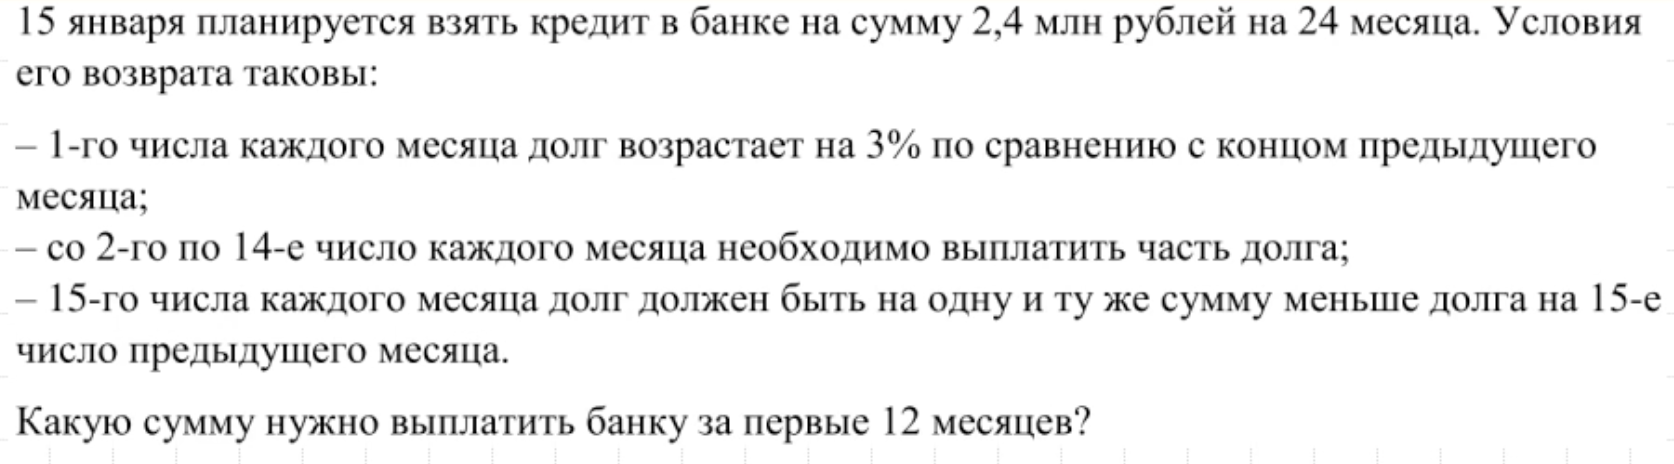 15 января планируется взять кредит в банке на сумму 2,4 млн рублей на 24 месяца. Условия
его возврата таковы:
– 1-го числа каждого месяца долг возрастает на 3% по сравнению с концом предыдущего
месяца;
– со 2-го по 14-е число каждого месяца необходимо выплатить часть долга;
– 15-го числа каждого месяца долг должен быть на одну и ту же сумму меньше долга на 15-е
число предыдущего месяца.
Какую сумму нужно выплатить банку за первые 12 месяцев?